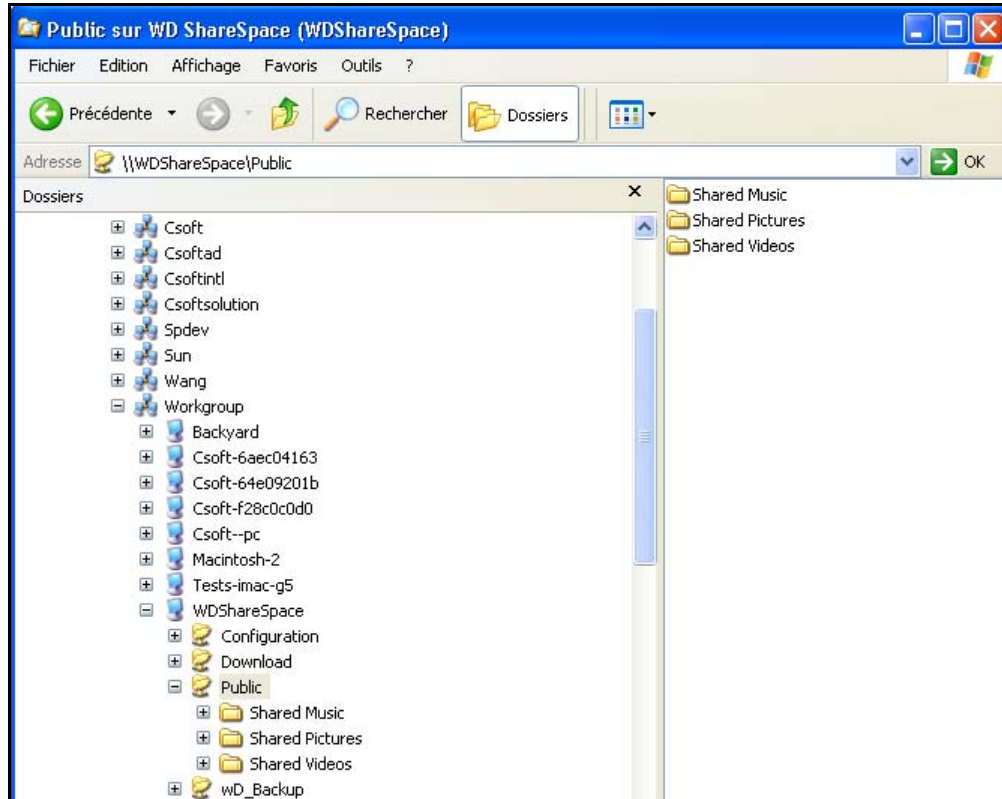 Public sur WD ShareSpace (WDShareSpace)
Fichier Edition Affichage Favoris Outils ?
Précédente Rechercher Dossiers
Adresse \\WDShareSpace\Public OK
Dossiers
Csoft
Csoftad
Csoftintl
Csoftsolution
Spdev
Sun
Wang
Workgroup
Backyard
Csoft-6aec04163
Csoft-64e09201b
Csoft-f28c0c0d0
Csoft--pc
Macintosh-2
Tests-imac-g5
WDShareSpace
Configuration
Download
Public
Shared Music
Shared Pictures
Shared Videos
wD_Backup
Shared Music
Shared Pictures
Shared Videos